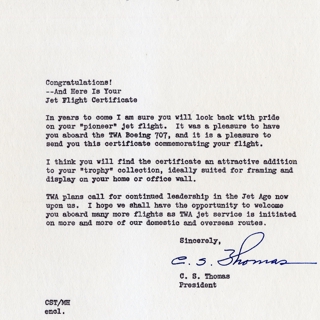 Congratulations!
--And Here Is Your
Jet Flight Certificate
In years to come I am sure you will look back with pride
on your "pioneer" jet flight. It was a pleasure to have
you aboard the TWA Boeing 707, and it is a pleasure to
send you this certificate commemorating your flight.
I think you will find the certificate an attractive addition
to your "trophy" collection, ideally suited for framing and
display on your home or office wall.
TWA plans call for continued leadership in the Jet Age now
upon us. I hope we shall have the opportunity to welcome
you aboard many more flights as TWA jet service is initiated
on more and more of our domestic and overseas routes.
Sincerely,
C. S. Thomas
C. S. Thomas
President
CST/MH
encl.